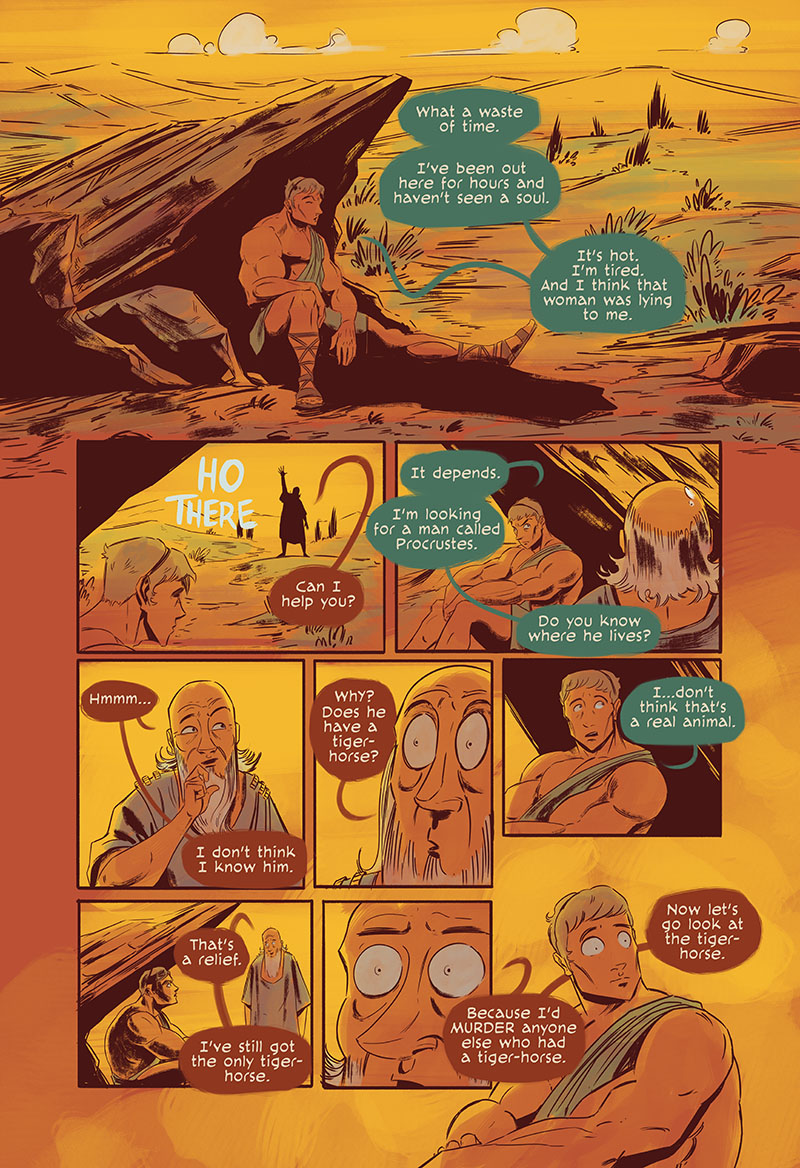 What a waste
of time.
I've been out
here for hours and
haven't seen a soul.
It's hot.
I'm tired.
And I think that
woman was lying
to me.
HO
THERE
Can I
help you?
It depends.
I'm looking
for a man called
Procrustes.
Do you know
where he lives?
Hmmm...
I don't think
I know him.
Why?
Does he
have a
tiger-
horse?
I...don't
think that's
a real animal.
That's
a relief.
I've still got
the only tiger-
horse.
Because I'd
MURDER anyone
else who had
a tiger-horse.
Now let's
go look at
the tiger-
horse.